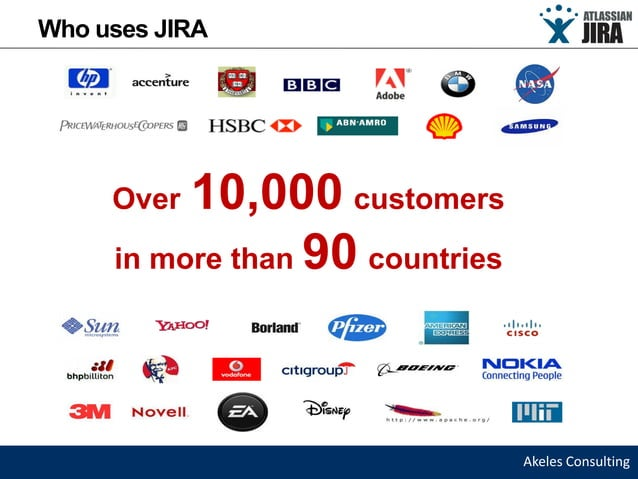 Who uses JIRA
ATLASSIAN
JIRA
hp
invent
accenture
BBC
Adobe
BMW
NASA
PRICEWATERHOUSECOOPERS
HSBC
ABN·AMRO
SAMSUNG
Over 10,000 customers
in more than 90 countries
Sun
microsystems
YAHOO!
Borland
Pfizer
AMERICAN
EXPRESS
CISCO
bhpbilliton
KFC
vodafone
citigroup
BOEING
NOKIA
Connecting People
3M
Novell
EA
Disney
http://www.apache.org/
MIT
Akeles Consulting